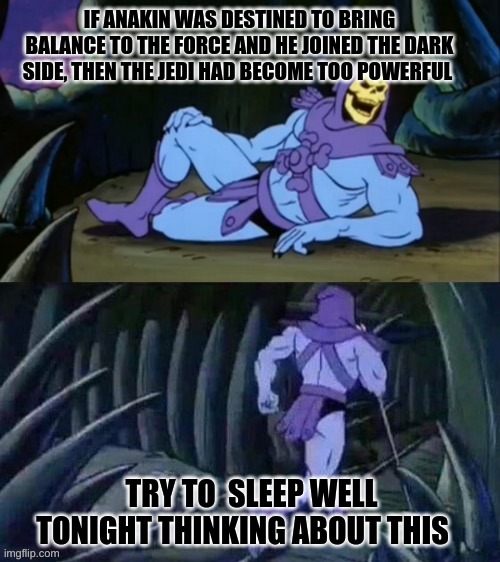 IF ANAKIN WAS DESTINED TO BRING
BALANCE TO THE FORCE AND HE JOINED THE DARK
SIDE, THEN THE JEDI HAD BECOME TOO POWERFUL
TRY TO SLEEP WELL
TONIGHT THINKING ABOUT THIS
imgflip.com